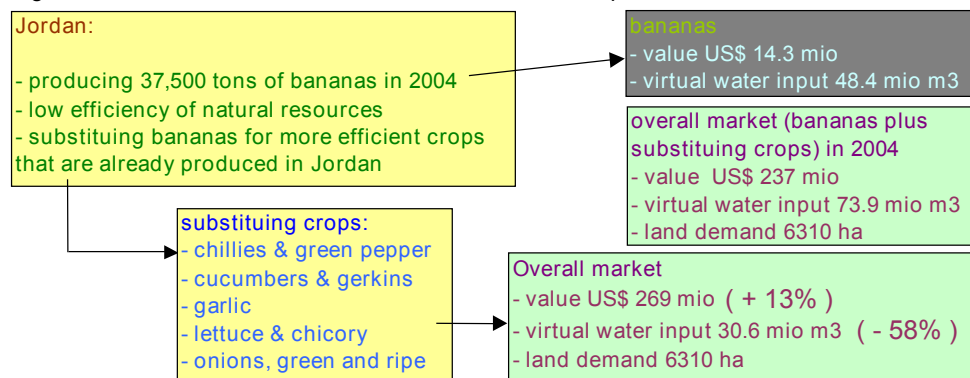 Jordan:
- producing 37,500 tons of bananas in 2004
- low efficiency of natural resources
- substituing bananas for more efficient crops
that are already produced in Jordan
bananas
- value US$ 14.3 mio
- virtual water input 48.4 mio m3
overall market (bananas plus
substituing crops) in 2004
- value US$ 237 mio
- virtual water input 73.9 mio m3
- land demand 6310 ha
substituing crops:
- chillies & green pepper
- cucumbers & gerkins
- garlic
- lettuce & chicory
- onions, green and ripe
Overall market
- value US$ 269 mio ( + 13% )
- virtual water input 30.6 mio m3 ( - 58% )
- land demand 6310 ha